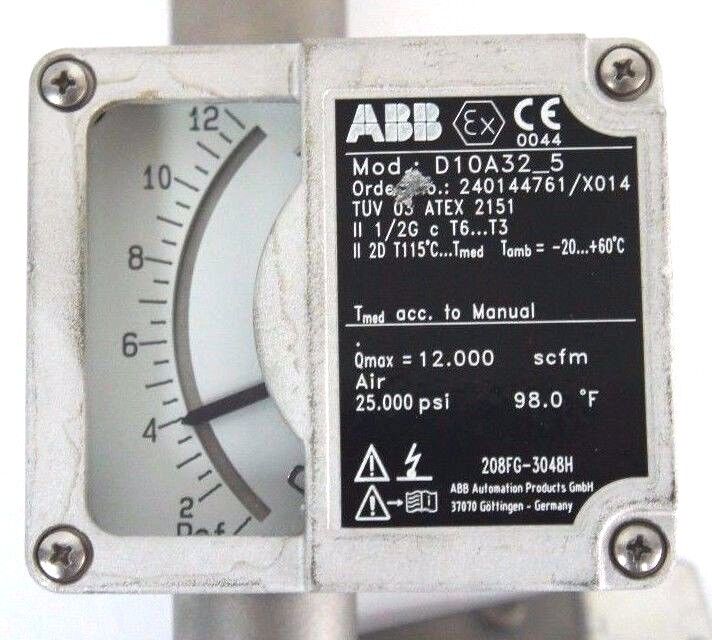 12
10
8
6
4
2
ABB Ex CE
0044
Mod.: D10A32_5
240144761/X014
TUV 03 ATEX 2151
II 1/2G c T6...T3
II 2D T115°C...Tmed Tamb = -20...+60°C
Tmed acc. to Manual
Qmax = 12.000 scfm
Air
25.000 psi 98.0 °F
208FG-3048H
ABB Automation Products GmbH
37070 Göttingen - Germany